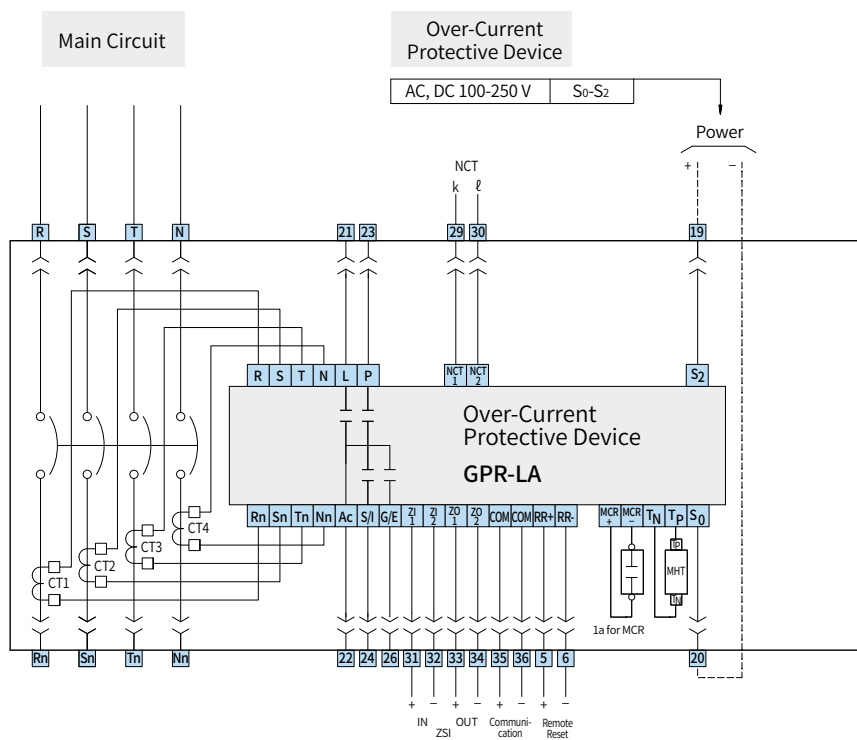 Main Circuit
Over-Current
Protective Device
AC, DC 100-250 V S0-S2
Power
+ −
NCT
k ℓ
R S T N 21 23 29 30 19
R S T N L P NCT 1 NCT 2 S2
Over-Current
Protective Device
GPR-LA
Rn Sn Tn Nn Ac S/I G/E ZI 1 ZI 2 ZO 1 ZO 2 COM COM RR+ RR- MCR + MCR − TN TP S0
CT4
CT3
CT2
CT1
TP
MHT
TN
1a for MCR
Rn Sn Tn Nn 22 24 26 31 32 33 34 35 36 5 6 20
+ − + − + − + −
IN OUT
ZSI
Communi-
cation
Remote
Reset